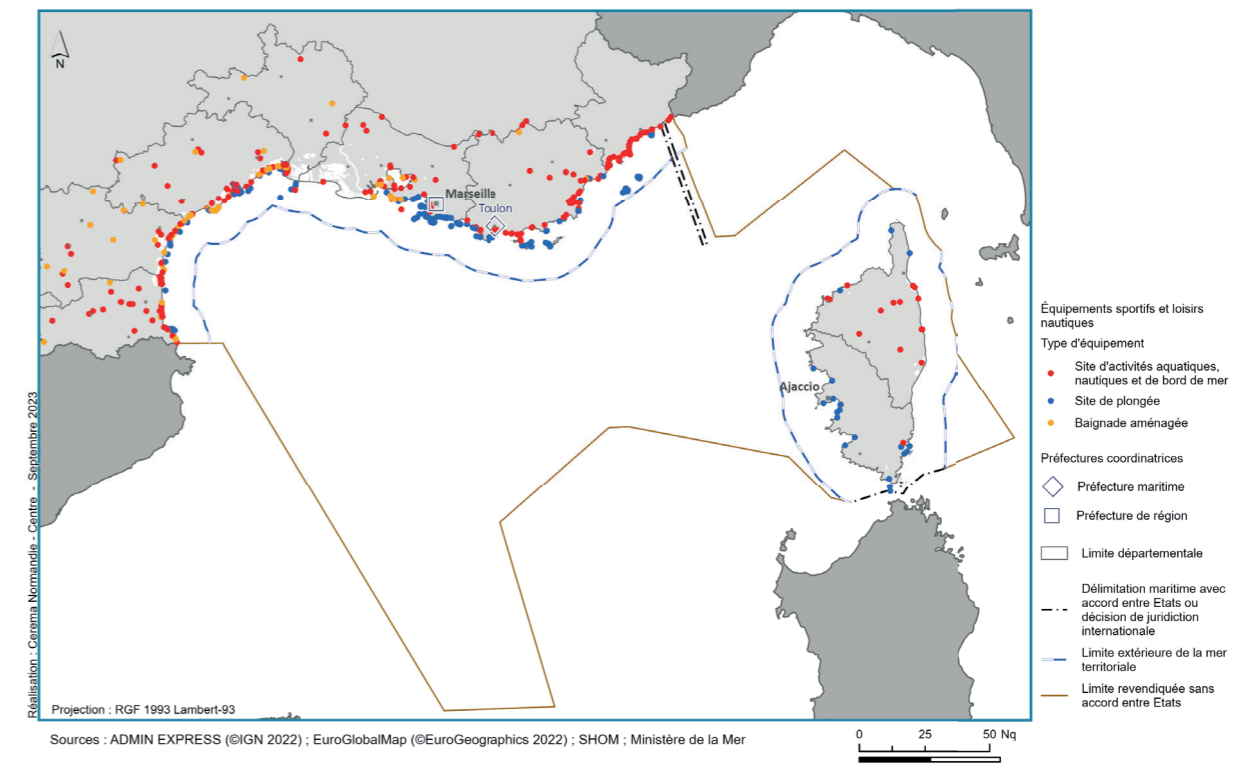 N
Marseille
Toulon
Ajaccio
Réalisation : Cerema Normandie - Centre - Septembre 2023
Projection : RGF 1993 Lambert-93
Équipements sportifs et loisirs
nautiques
Type d'équipement
Site d'activités aquatiques,
nautiques et de bord de mer
Site de plongée
Baignade aménagée
Préfectures coordinatrices
Préfecture maritime
Préfecture de région
Limite départementale
Délimitation maritime avec
accord entre Etats ou
décision de juridiction
internationale
Limite extérieure de la mer
territoriale
Limite revendiquée sans
accord entre Etats
Sources : ADMIN EXPRESS (©IGN 2022) ; EuroGlobalMap (©EuroGeographics 2022) ; SHOM ; Ministère de la Mer
0 25 50 Nq